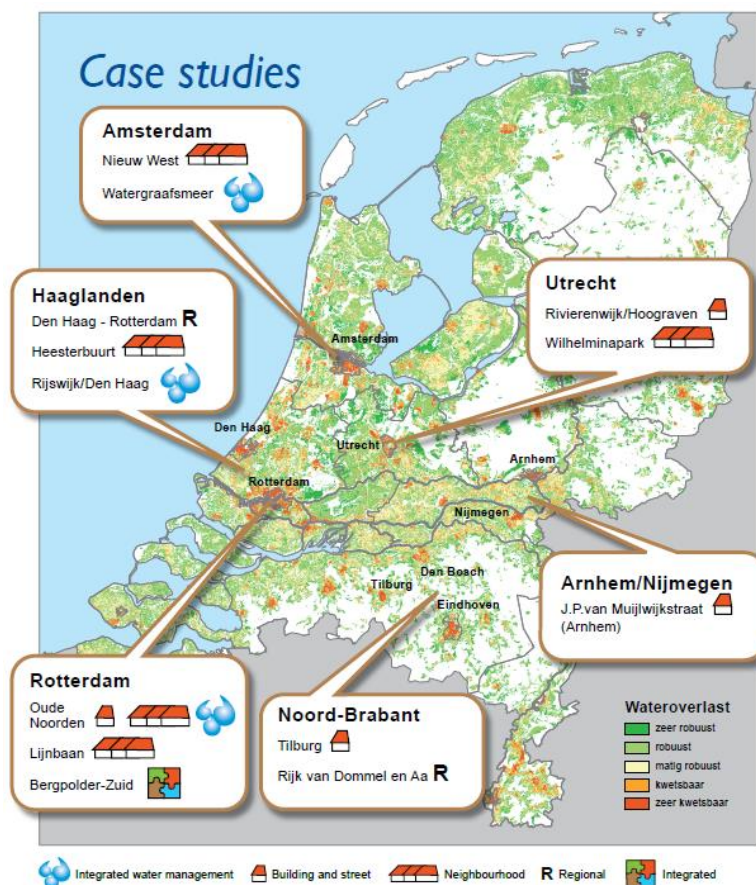 Case studies
Amsterdam
Nieuw West
Watergraafsmeer
Haaglanden
Den Haag - Rotterdam R
Heesterbuurt
Rijswijk/Den Haag
Utrecht
Rivierenwijk/Hoograven
Wilhelminapark
Amsterdam
Den Haag
Utrecht
Arnhem
Rotterdam
Nijmegen
Den Bosch
Tilburg
Eindhoven
Arnhem/Nijmegen
J.P.van Muijlwijkstraat
(Arnhem)
Rotterdam
Oude
Noorden
Lijnbaan
Bergpolder-Zuid
Noord-Brabant
Tilburg
Rijk van Dommel en Aa R
Wateroverlast
zeer robuust
robuust
matig robuust
kwetsbaar
zeer kwetsbaar
Integrated water management Building and street Neighbourhood R Regional Integrated